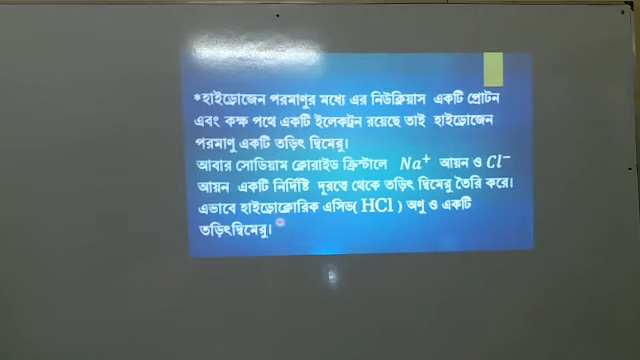 *হাইড্রোজেন পরমাণুর মধ্যে এর নিউক্লিয়াস একটি প্রোটন
এবং কক্ষ পথে একটি ইলেকট্রন রয়েছে তাই হাইড্রোজেন
পরমাণু একটি তড়িৎ দ্বিমেরু।
আবার সোডিয়াম ক্লোরাইড ক্রিস্টালে Na⁺ আয়ন ও Cl⁻
আয়ন একটি নির্দিষ্টি দূরত্বে থেকে তড়িৎ দ্বিমেরু তৈরি করে।
এভাবে হাইড্রোক্লোরিক এসিড( HCl ) অণু ও একটি
তড়িৎদ্বিমেরু।